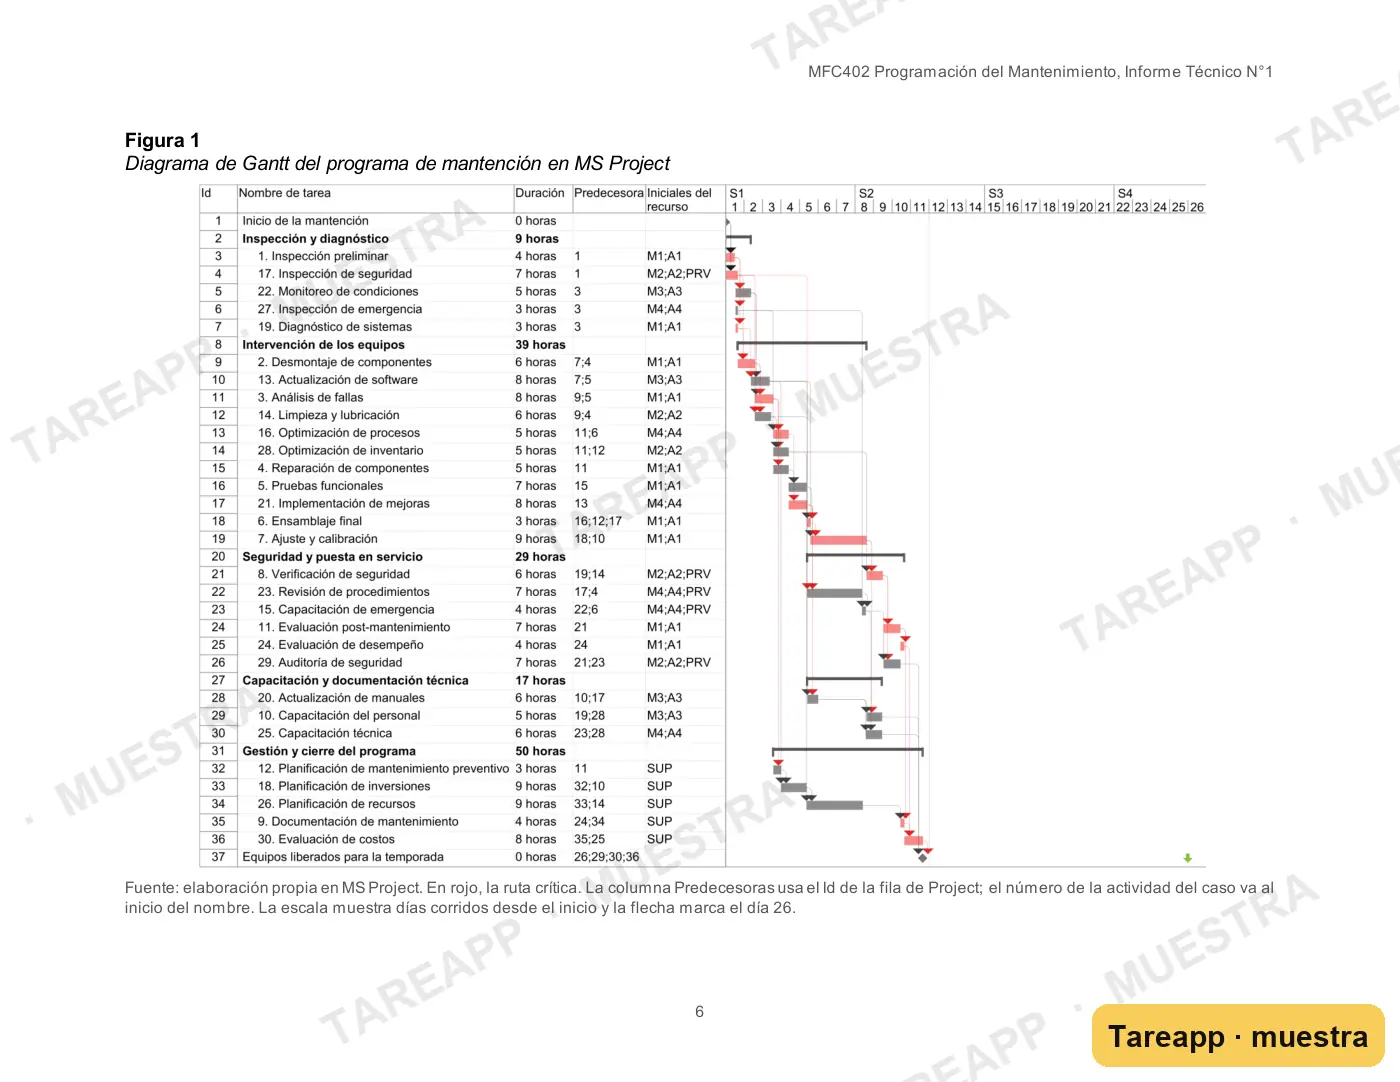 MFC402 Programación del Mantenimiento, Informe Técnico N°1
Figura 1
Diagrama de Gantt del programa de mantención en MS Project
Id Nombre de tarea Duración Predecesora Iniciales del recurso S1 S2 S3 S4
1 2 3 4 5 6 7 8 9 10 11 12 13 14 15 16 17 18 19 20 21 22 23 24 25 26
1 Inicio de la mantención 0 horas
2 Inspección y diagnóstico 9 horas
3 1. Inspección preliminar 4 horas 1 M1;A1
4 17. Inspección de seguridad 7 horas 1 M2;A2;PRV
5 22. Monitoreo de condiciones 5 horas 3 M3;A3
6 27. Inspección de emergencia 3 horas 3 M4;A4
7 19. Diagnóstico de sistemas 3 horas 3 M1;A1
8 Intervención de los equipos 39 horas
9 2. Desmontaje de componentes 6 horas 7;4 M1;A1
10 13. Actualización de software 8 horas 7;5 M3;A3
11 3. Análisis de fallas 8 horas 9;5 M1;A1
12 14. Limpieza y lubricación 6 horas 9;4 M2;A2
13 16. Optimización de procesos 5 horas 11;6 M4;A4
14 28. Optimización de inventario 5 horas 11;12 M2;A2
15 4. Reparación de componentes 5 horas 11 M1;A1
16 5. Pruebas funcionales 7 horas 15 M1;A1
17 21. Implementación de mejoras 8 horas 13 M4;A4
18 6. Ensamblaje final 3 horas 16;12;17 M1;A1
19 7. Ajuste y calibración 9 horas 18;10 M1;A1
20 Seguridad y puesta en servicio 29 horas
21 8. Verificación de seguridad 6 horas 19;14 M2;A2;PRV
22 23. Revisión de procedimientos 7 horas 17;4 M4;A4;PRV
23 15. Capacitación de emergencia 4 horas 22;6 M4;A4;PRV
24 11. Evaluación post-mantenimiento 7 horas 21 M1;A1
25 24. Evaluación de desempeño 4 horas 24 M1;A1
26 29. Auditoría de seguridad 7 horas 21;23 M2;A2;PRV
27 Capacitación y documentación técnica 17 horas
28 20. Actualización de manuales 6 horas 10;17 M3;A3
29 10. Capacitación del personal 5 horas 19;28 M3;A3
30 25. Capacitación técnica 6 horas 23;28 M4;A4
31 Gestión y cierre del programa 50 horas
32 12. Planificación de mantenimiento preventivo 3 horas 11 SUP
33 18. Planificación de inversiones 9 horas 32;10 SUP
34 26. Planificación de recursos 9 horas 33;14 SUP
35 9. Documentación de mantenimiento 4 horas 24;34 SUP
36 30. Evaluación de costos 8 horas 35;25 SUP
37 Equipos liberados para la temporada 0 horas 26;29;30;36
Fuente: elaboración propia en MS Project. En rojo, la ruta crítica. La columna Predecesoras usa el Id de la fila de Project; el número de la actividad del caso va al
inicio del nombre. La escala muestra días corridos desde el inicio y la flecha marca el día 26.
6
TAREAPP · MUESTRA
Tareapp · muestra